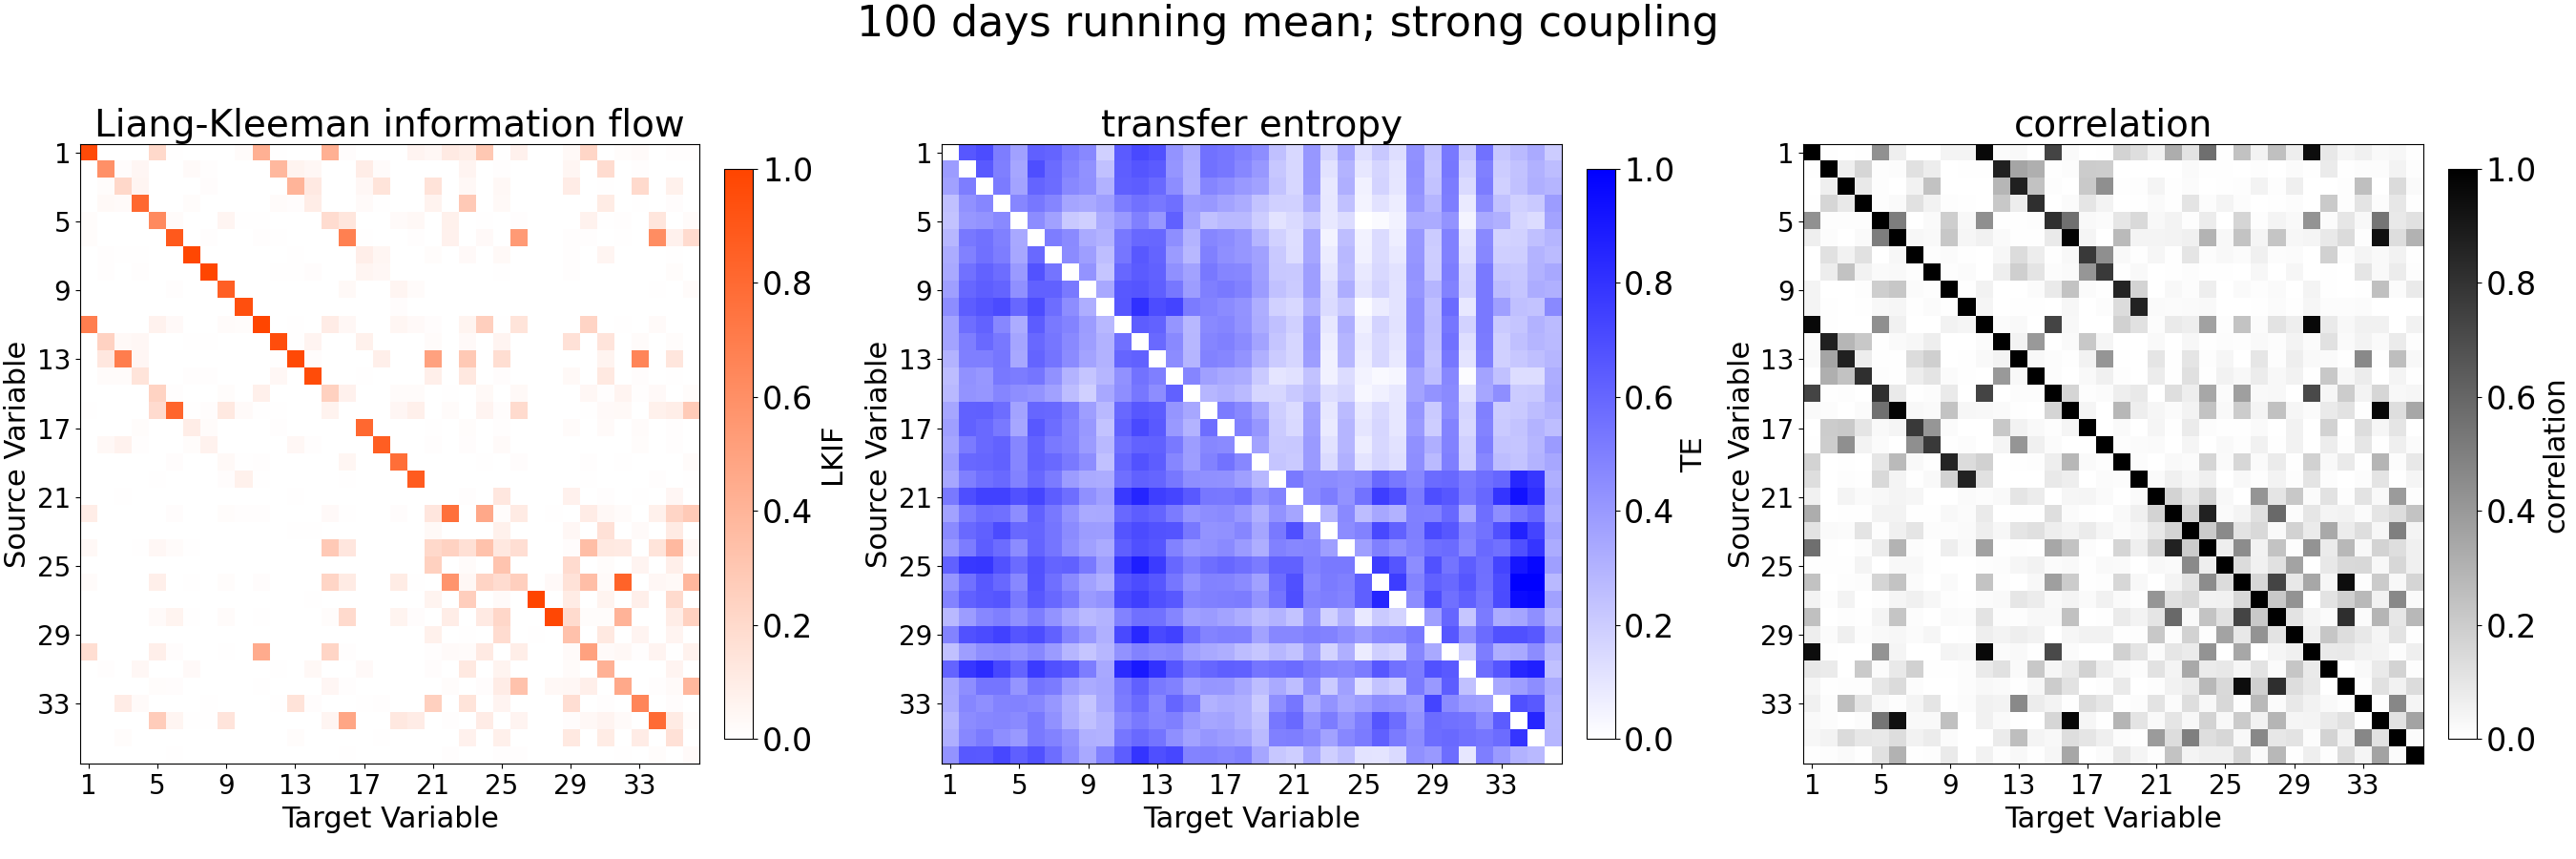 100 days running mean; strong coupling
Liang-Kleeman information flow
1
5
9
13
17
21
25
29
33
Source Variable
1 5 9 13 17 21 25 29 33
Target Variable
1.0
0.8
0.6
0.4
0.2
0.0
LKIF
transfer entropy
1
5
9
13
17
21
25
29
33
Source Variable
1 5 9 13 17 21 25 29 33
Target Variable
1.0
0.8
0.6
0.4
0.2
0.0
TE
correlation
1
5
9
13
17
21
25
29
33
Source Variable
1 5 9 13 17 21 25 29 33
Target Variable
1.0
0.8
0.6
0.4
0.2
0.0
correlation